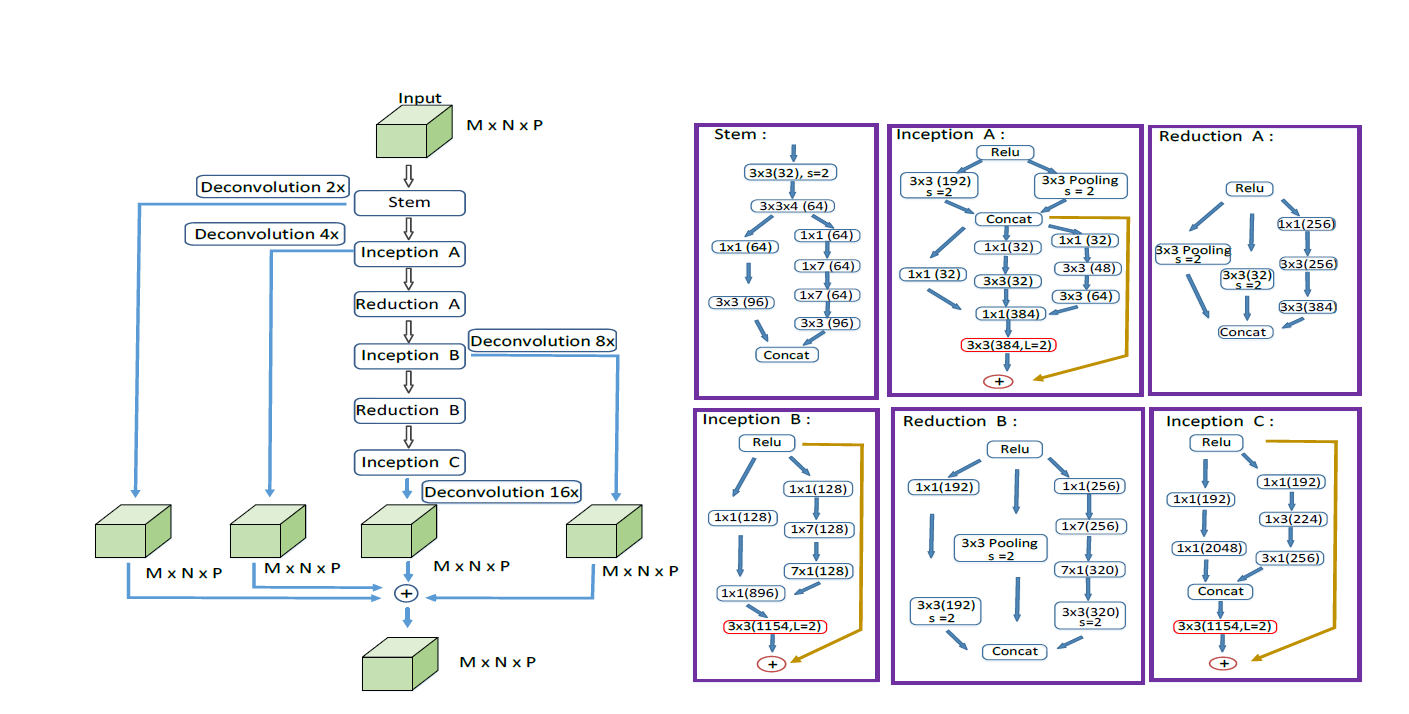 Input
M x N x P
Deconvolution 2x
Stem
Deconvolution 4x
Inception A
Reduction A
Inception B
Deconvolution 8x
Reduction B
Inception C
Deconvolution 16x
M x N x P
M x N x P
M x N x P
M x N x P
+
M x N x P
Stem :
3x3(32), s=2
3x3x4 (64)
1x1 (64)
1x1 (64)
1x7 (64)
1x7 (64)
3x3 (96)
3x3 (96)
Concat
Inception A :
Relu
3x3 (192)
s =2
3x3 Pooling
s = 2
Concat
1x1 (32)
1x1(32)
3x3(32)
1x1 (32)
3x3 (48)
3x3 (64)
1x1(384)
3x3(384,L=2)
+
Reduction A :
Relu
3x3 Pooling
s =2
3x3(32)
s =2
1x1(256)
3x3(256)
3x3(384)
Concat
Inception B :
Relu
1x1(128)
1x1(128)
1x7(128)
7x1(128)
1x1(896)
3x3(1154,L=2)
+
Reduction B :
Relu
1x1(192)
3x3(192)
s =2
3x3 Pooling
s =2
1x1(256)
1x7(256)
7x1(320)
3x3(320)
s=2
Concat
Inception C :
Relu
1x1(192)
1x1(2048)
1x1(192)
1x3(224)
3x1(256)
Concat
3x3(1154,L=2)
+